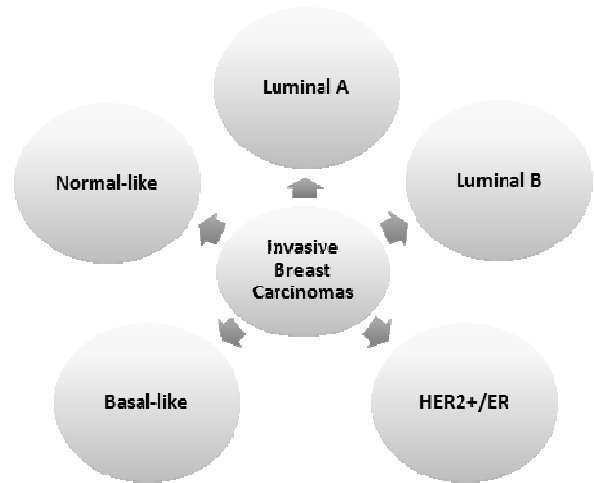 Luminal A
Normal-like
Luminal B
Invasive
Breast
Carcinomas
Basal-like
HER2+/ER